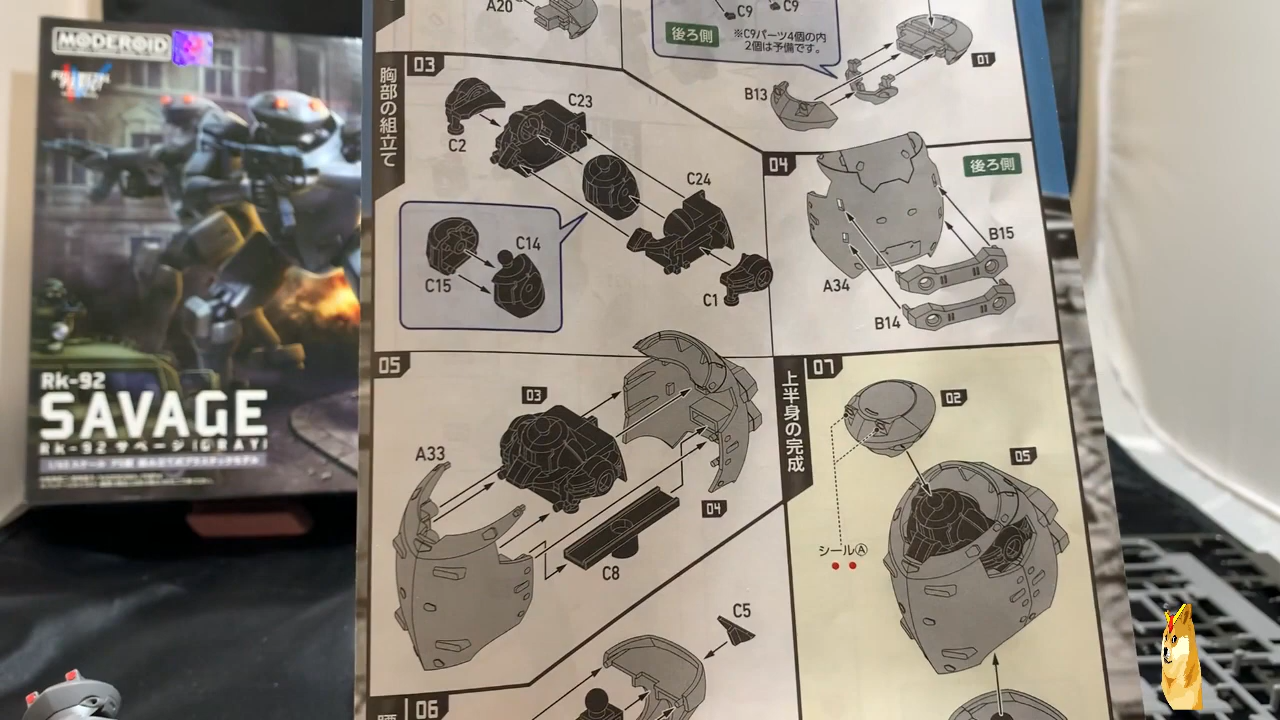 MODEROID
Rk-92
SAVAGE
RK-92 サベージ [GRAY]
A20
C9
C9
後ろ側
※C9パーツ4個の内
2個は予備です。
01
B13
03
胸部の組立て
C23
C2
C24
C14
C15
C1
04
後ろ側
B15
A34
B14
05
03
A33
04
C8
上半身の完成
07
02
05
シールⒶ
C5
06